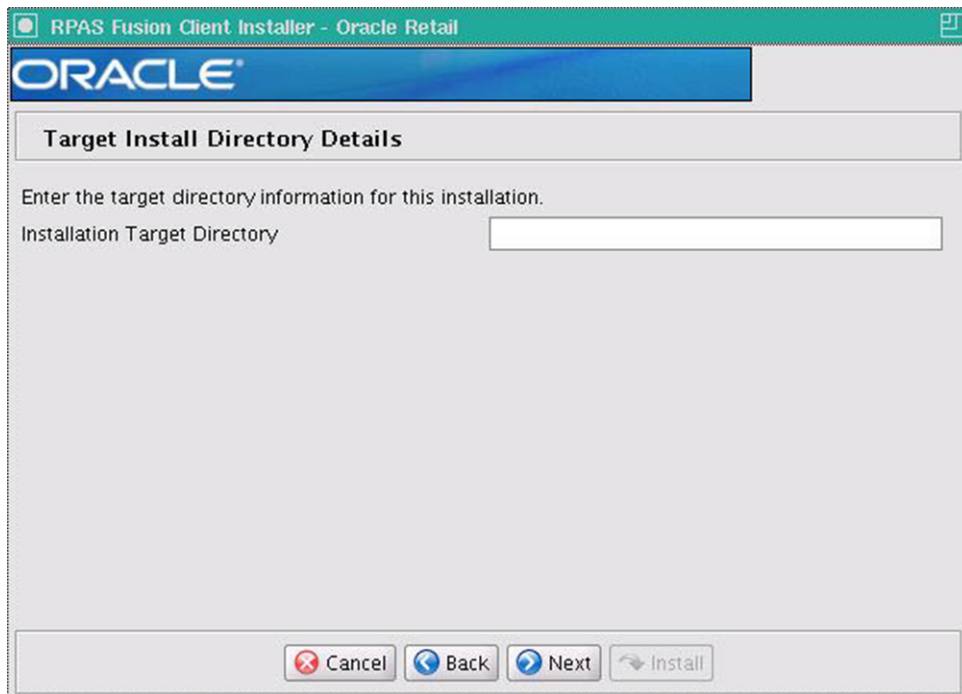 RPAS Fusion Client Installer - Oracle Retail
ORACLE®
Target Install Directory Details
Enter the target directory information for this installation.
Installation Target Directory
Cancel Back Next Install